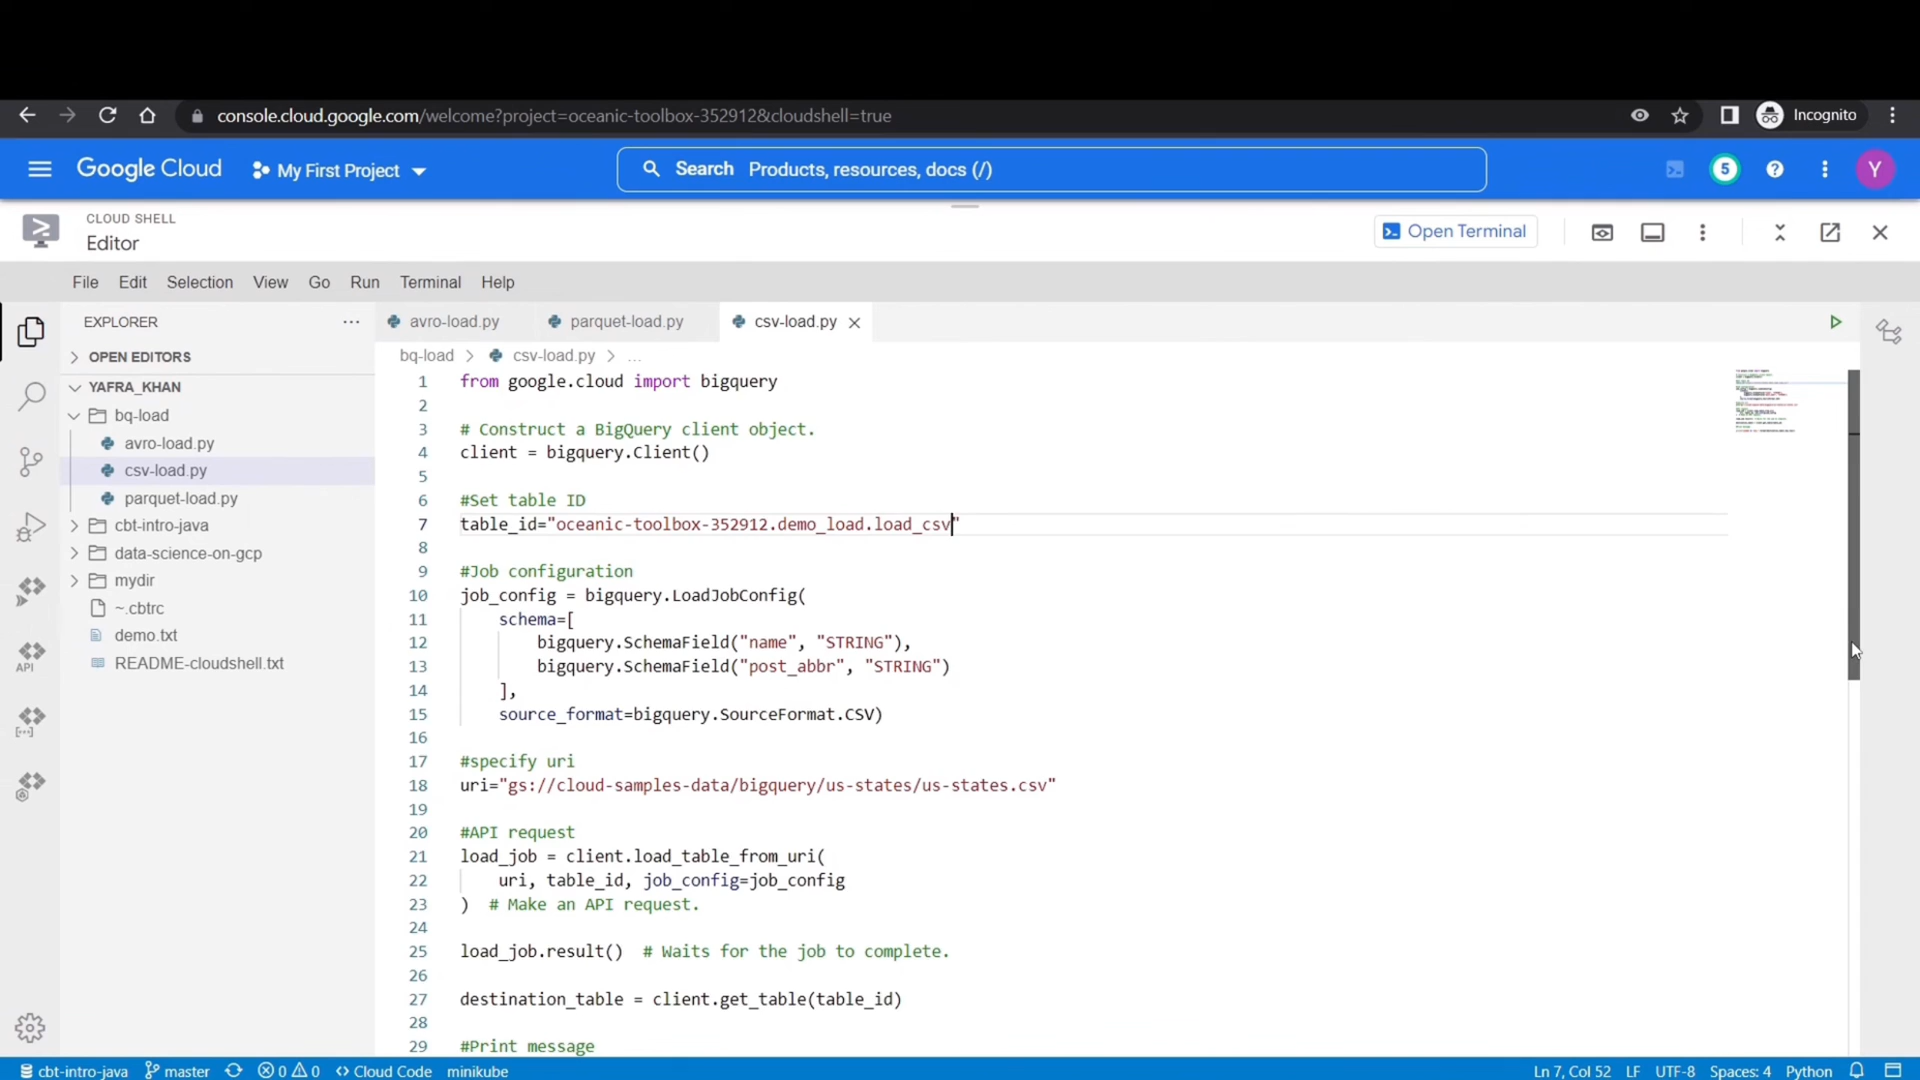 console.cloud.google.com/welcome?project=oceanic-toolbox-352912&cloudshell=true
Incognito
Google Cloud
My First Project
Search Products, resources, docs (/)
5
Y
CLOUD SHELL
Editor
Open Terminal
File Edit Selection View Go Run Terminal Help
EXPLORER
avro-load.py
parquet-load.py
csv-load.py
OPEN EDITORS
YAFRA_KHAN
bq-load
avro-load.py
csv-load.py
parquet-load.py
cbt-intro-java
data-science-on-gcp
mydir
~.cbtrc
demo.txt
README-cloudshell.txt
API
bq-load > csv-load.py > ...
1 from google.cloud import bigquery
2
3 # Construct a BigQuery client object.
4 client = bigquery.Client()
5
6 #Set table ID
7 table_id="oceanic-toolbox-352912.demo_load.load_csv"
8
9 #Job configuration
10 job_config = bigquery.LoadJobConfig(
11 schema=[
12 bigquery.SchemaField("name", "STRING"),
13 bigquery.SchemaField("post_abbr", "STRING")
14 ],
15 source_format=bigquery.SourceFormat.CSV)
16
17 #specify uri
18 uri="gs://cloud-samples-data/bigquery/us-states/us-states.csv"
19
20 #API request
21 load_job = client.load_table_from_uri(
22 uri, table_id, job_config=job_config
23 ) # Make an API request.
24
25 load_job.result() # Waits for the job to complete.
26
27 destination_table = client.get_table(table_id)
28
29 #Print message
cbt-intro-java master 0 0 Cloud Code minikube
Ln 7, Col 52 LF UTF-8 Spaces: 4 Python